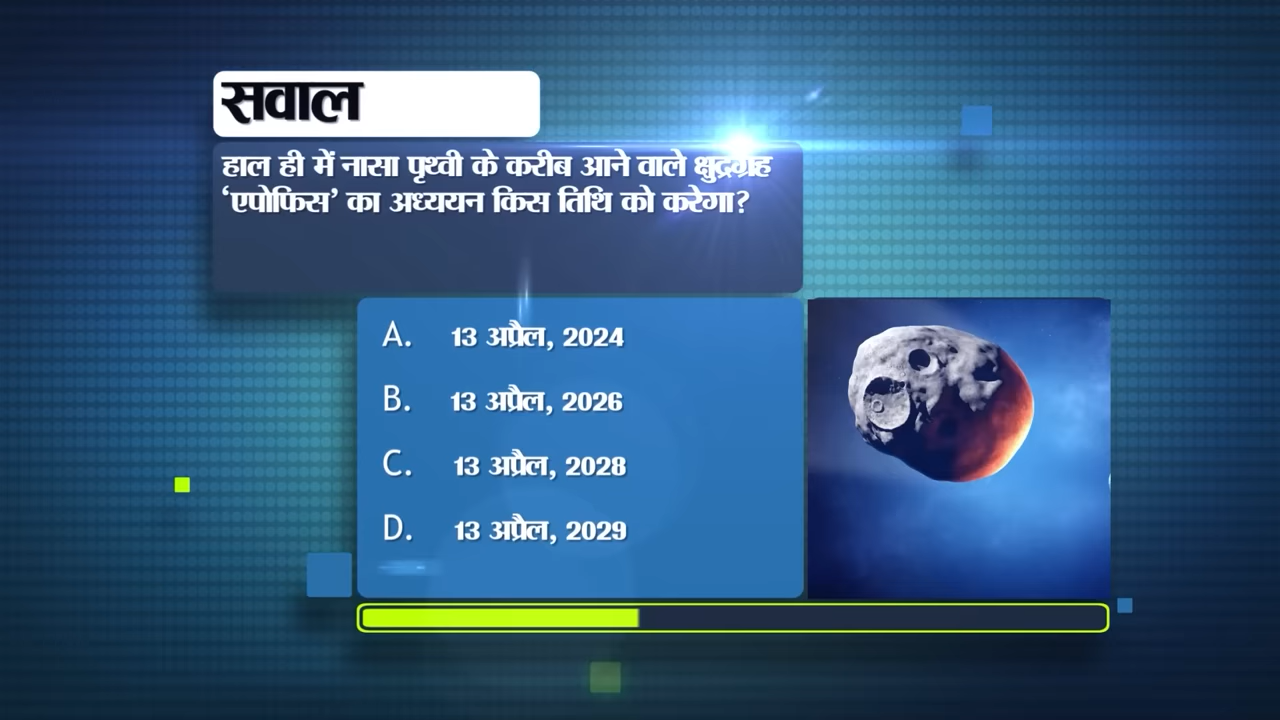 सवाल
हाल ही में नासा पृथ्वी के करीब आने वाले क्षुद्रग्रह
‘एपोफिस’ का अध्ययन किस तिथि को करेगा?
A. 13 अप्रैल, 2024
B. 13 अप्रैल, 2026
C. 13 अप्रैल, 2028
D. 13 अप्रैल, 2029